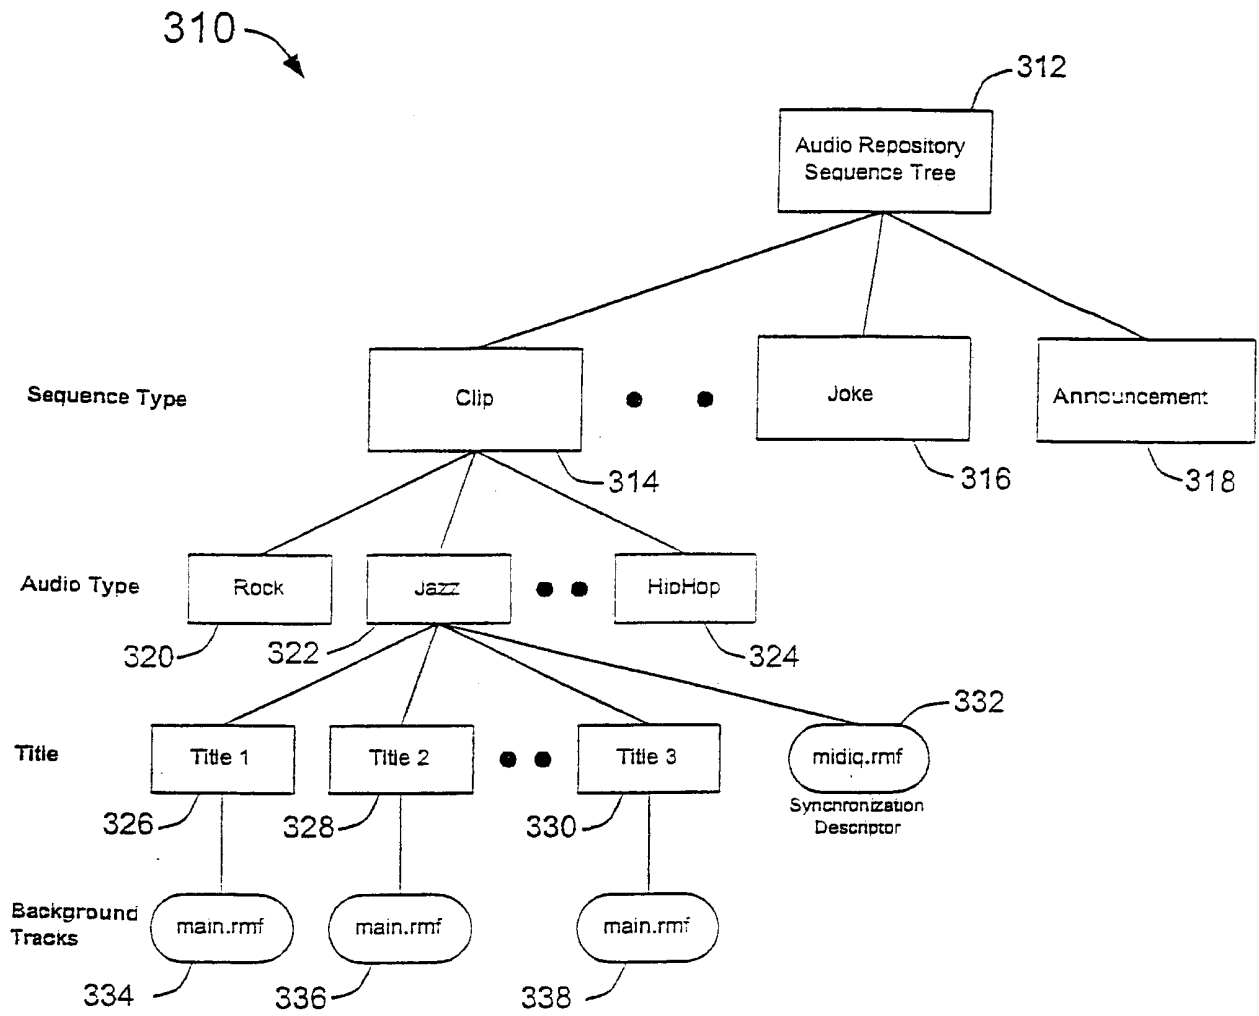 310
312
Audio Repository
Sequence Tree
Sequence Type
Clip
Joke
Announcement
314
316
318
Audio Type
Rock
Jazz
HipHop
320
322
324
332
Title
Title 1
Title 2
Title 3
midiq.rmf
Synchronization
Descriptor
326
328
330
Background
Tracks
main.rmf
main.rmf
main.rmf
334
336
338